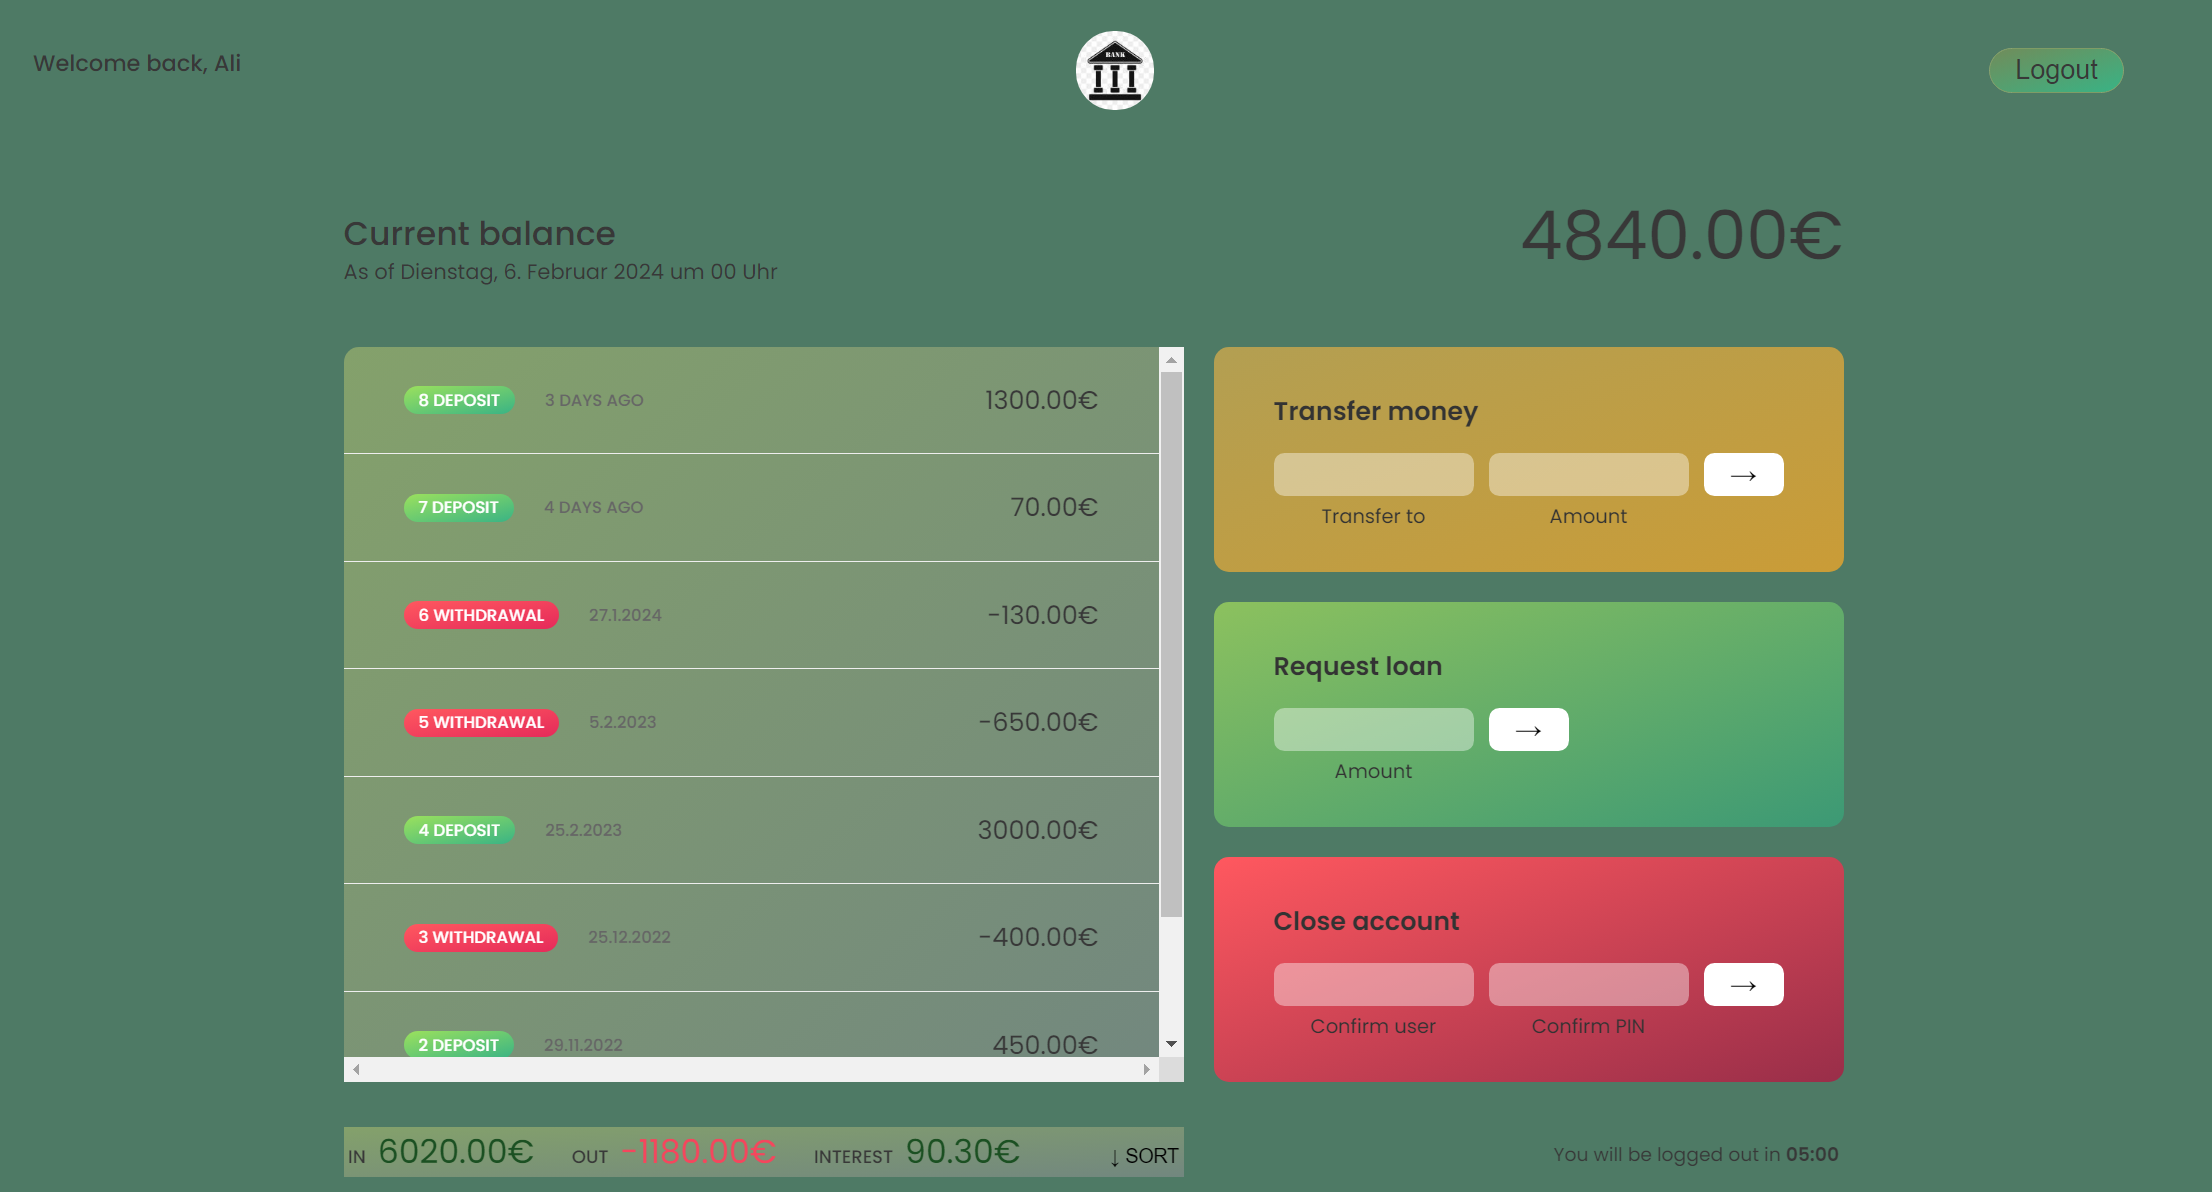 Welcome back, Ali
BANK
Logout
Current balance
As of Dienstag, 6. Februar 2024 um 00 Uhr
4840.00€
8 DEPOSIT 3 DAYS AGO 1300.00€
7 DEPOSIT 4 DAYS AGO 70.00€
6 WITHDRAWAL 27.1.2024 -130.00€
5 WITHDRAWAL 5.2.2023 -650.00€
4 DEPOSIT 25.2.2023 3000.00€
3 WITHDRAWAL 25.12.2022 -400.00€
2 DEPOSIT 29.11.2022 450.00€
Transfer money
→
Transfer to Amount
Request loan
→
Amount
Close account
→
Confirm user Confirm PIN
IN 6020.00€ OUT -1180.00€ INTEREST 90.30€ ↓ SORT
You will be logged out in 05:00